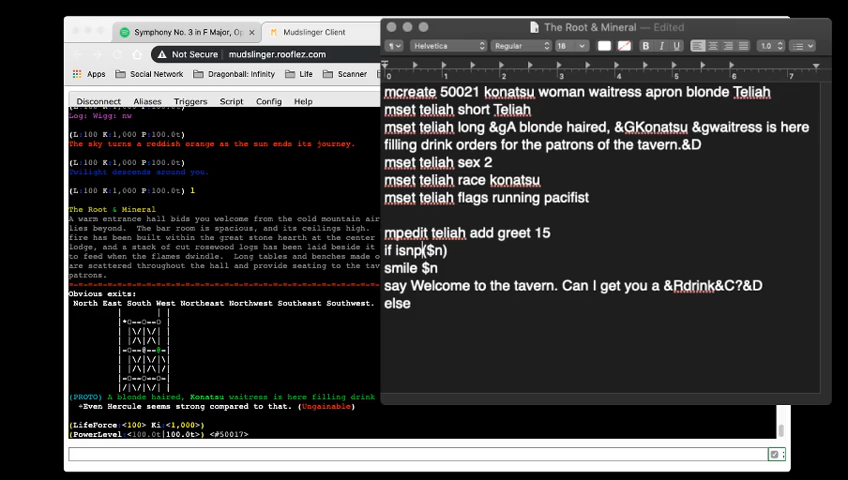 Symphony No. 3 in F Major, Op
Mudslinger Client
Not Secure | mudslinger.rooflez.com
Apps Social Network Dragonball: Infinity Life Scanner
Disconnect Aliases Triggers Script Config Help
Log: Wigg: nw
(L:100 K:1,000 P:100.0t)
The sky turns a reddish orange as the sun ends its journey.
(L:100 K:1,000 P:100.0t)
Twilight descends around you.
(L:100 K:1,000 P:100.0t) l
The Root & Mineral
A warm entrance hall bids you welcome from the cold mountain air
lies beyond. The bar room is spacious, and its ceilings high.
fire has been built within the great stone hearth at the center
lodge, and a stack of cut rosewood logs has been laid beside it
to feed when the flames dwindle. Long tables and benches made o
are scattered throughout the hall and provide seating to the tav
patrons.
Obvious exits:
North East South West Northeast Northwest Southeast Southwest.
(PROTO) A blonde haired, Konatsu waitress is here filling drink
+Even Hercule seems strong compared to that. (Ungainable)
(LifeForce:<100> Ki:<1,000>)
(PowerLevel:<100.0t|100.0t>) <#50017>
The Root & Mineral — Edited
Helvetica Regular 18 B I U 1.0
0 1 2 3 4 5 6 7
mcreate 50021 konatsu woman waitress apron blonde Teliah
mset teliah short Teliah
mset teliah long &gA blonde haired, &GKonatsu &gwaitress is here
filling drink orders for the patrons of the tavern.&D
mset teliah sex 2
mset teliah race konatsu
mset teliah flags running pacifist
mpedit teliah add greet 15
if isnp($n)
smile $n
say Welcome to the tavern. Can I get you a &Rdrink&C?&D
else